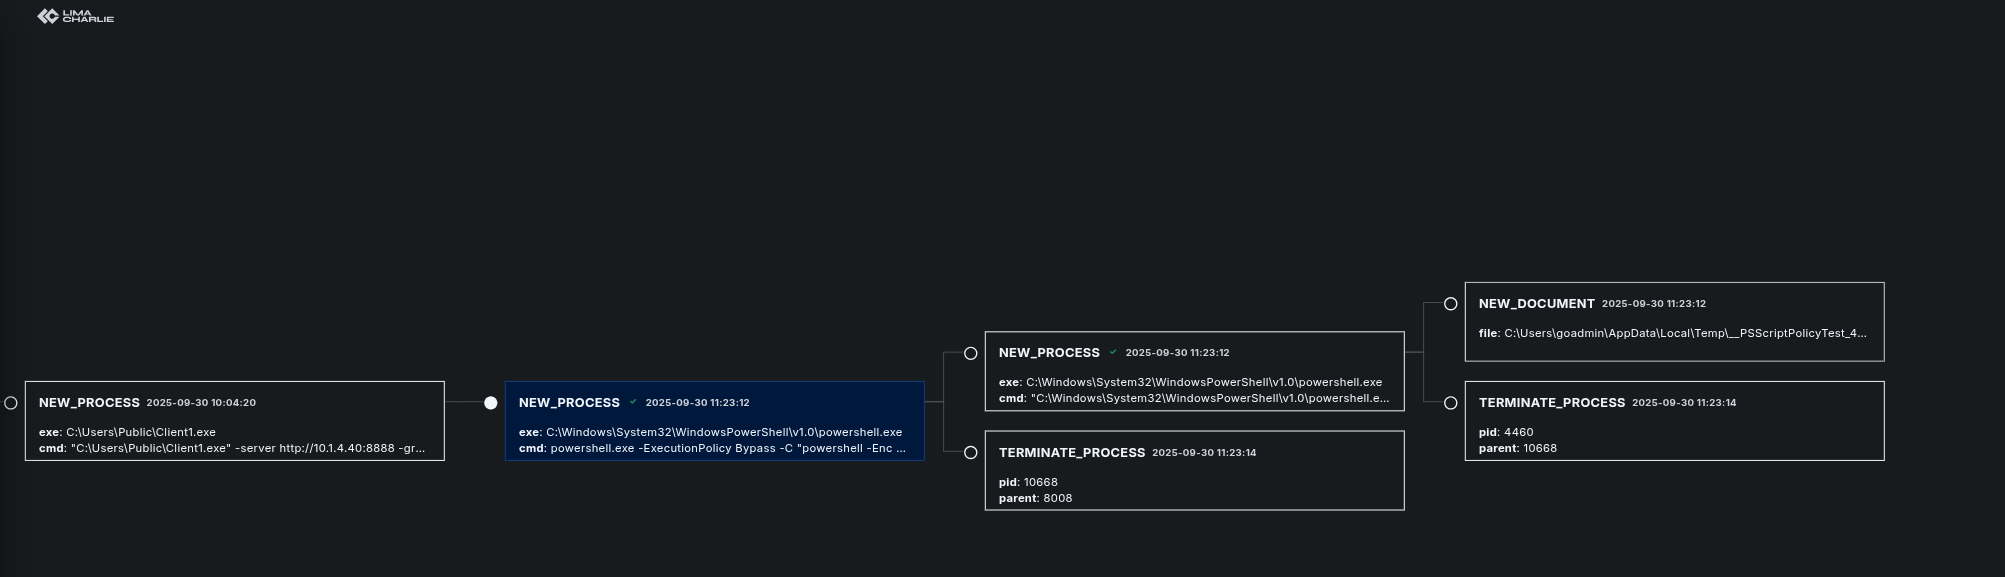 LIMA
CHARLIE
NEW_PROCESS 2025-09-30 10:04:20
exe: C:\Users\Public\Client1.exe
cmd: "C:\Users\Public\Client1.exe" -server http://10.1.4.40:8888 -gr...
NEW_PROCESS ✓ 2025-09-30 11:23:12
exe: C:\Windows\System32\WindowsPowerShell\v1.0\powershell.exe
cmd: powershell.exe -ExecutionPolicy Bypass -C "powershell -Enc ...
NEW_PROCESS ✓ 2025-09-30 11:23:12
exe: C:\Windows\System32\WindowsPowerShell\v1.0\powershell.exe
cmd: "C:\Windows\System32\WindowsPowerShell\v1.0\powershell.e...
TERMINATE_PROCESS 2025-09-30 11:23:14
pid: 10668
parent: 8008
NEW_DOCUMENT 2025-09-30 11:23:12
file: C:\Users\goadmin\AppData\Local\Temp\__PSScriptPolicyTest_4...
TERMINATE_PROCESS 2025-09-30 11:23:14
pid: 4460
parent: 10668